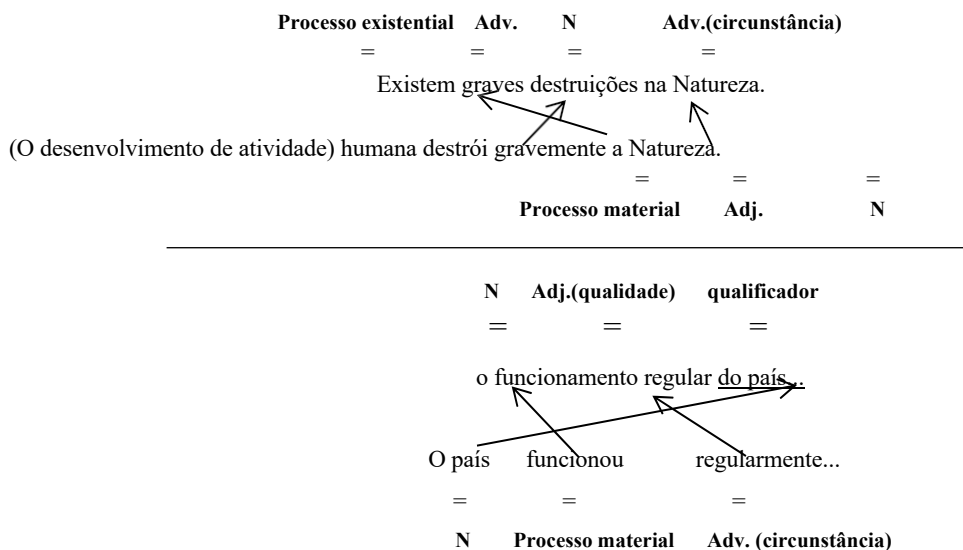 Processo existential Adv. N Adv.(circunstância)
= = = =
Existem graves destruições na Natureza.
(O desenvolvimento de atividade) humana destrói gravemente a Natureza.
= = =
Processo material Adj. N
N Adj.(qualidade) qualificador
= = =
o funcionamento regular do país...
O país funcionou regularmente...
= = =
N Processo material Adv. (circunstância)